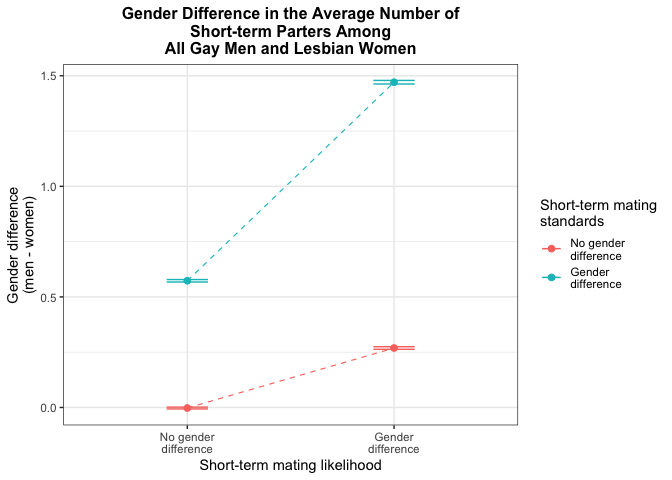 Gender Difference in the Average Number of
Short-term Parters Among
All Gay Men and Lesbian Women
Gender difference
(men - women)
1.5
1.0
0.5
0.0
No gender
difference
Gender
difference
Short-term mating likelihood
Short-term mating
standards
No gender
difference
Gender
difference